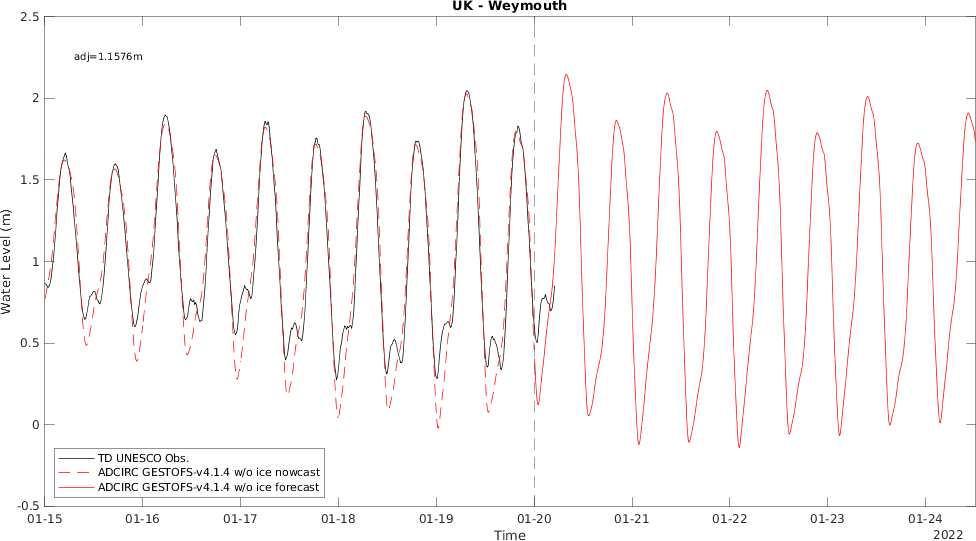 UK - Weymouth
2.5
adj=1.1576m
2
1.5
1
0.5
0
-0.5
Water Level (m)
TD UNESCO Obs.
ADCIRC GESTOFS-v4.1.4 w/o ice nowcast
ADCIRC GESTOFS-v4.1.4 w/o ice forecast
01-15 01-16 01-17 01-18 01-19 01-20 01-21 01-22 01-23 01-24
Time
2022